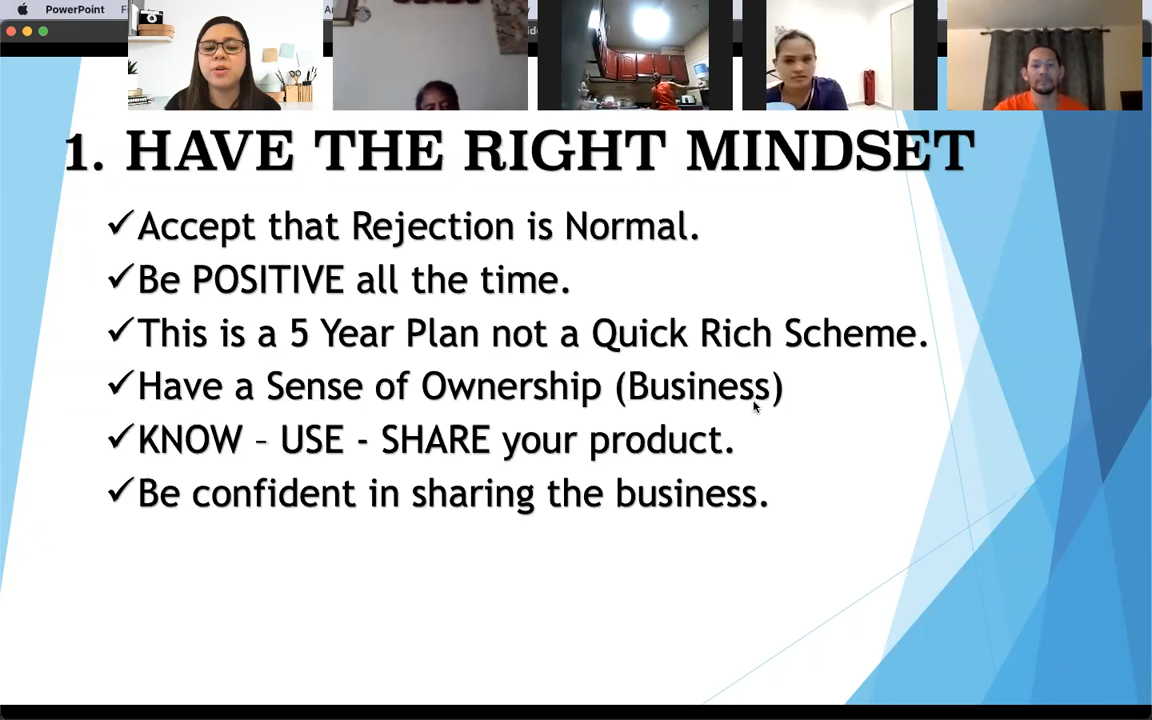 PowerPoint
1. HAVE THE RIGHT MINDSET
✓Accept that Rejection is Normal.
✓Be POSITIVE all the time.
✓This is a 5 Year Plan not a Quick Rich Scheme.
✓Have a Sense of Ownership (Business)
✓KNOW – USE - SHARE your product.
✓Be confident in sharing the business.